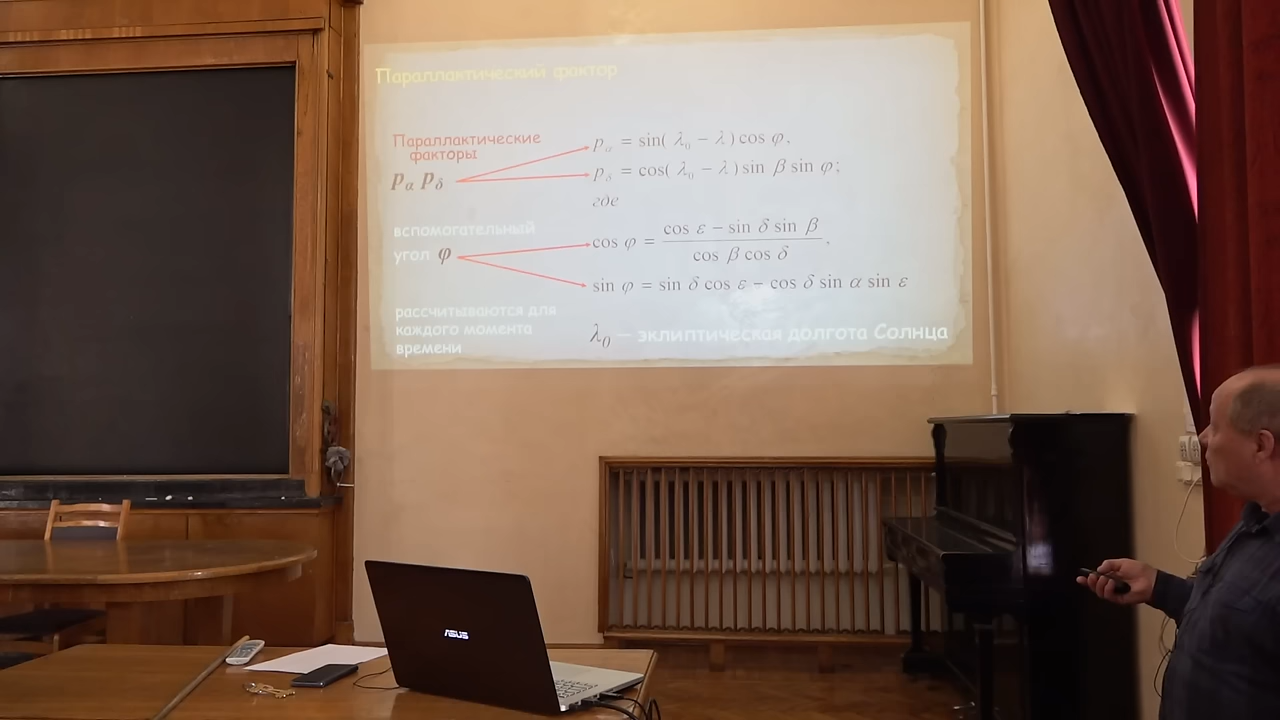 Параллактический фактор
Параллактические
факторы
p_α p_δ
p_α = sin( λ_0 − λ ) cos φ,
p_δ = cos( λ_0 − λ ) sin β sin φ;
где
вспомогательный
угол φ
cos φ = (cos ε − sin δ sin β) / (cos β cos δ),
sin φ = sin δ cos ε − cos δ sin α sin ε
рассчитываются для
каждого момента
времени
λ_0 — эклиптическая долгота Солнца
ASUS